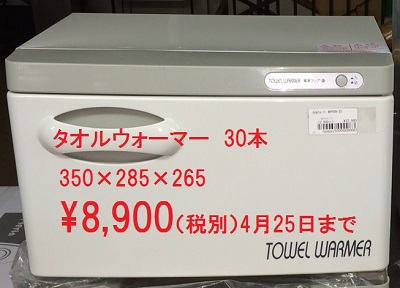 TOWEL WARMER
タオルウォーマー 30本
350×285×265
¥8,900(税別)4月25日まで
TOWEL WARMER